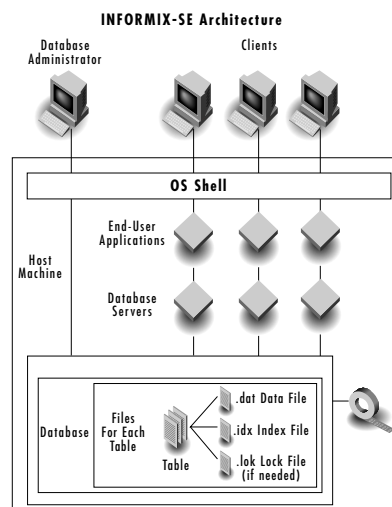 INFORMIX-SE Architecture
Database
Administrator
Clients
OS Shell
End-User
Applications
Host
Machine
Database
Servers
Database
Files
For Each
Table
Table
.dat Data File
.idx Index File
.lok Lock File
(if needed)